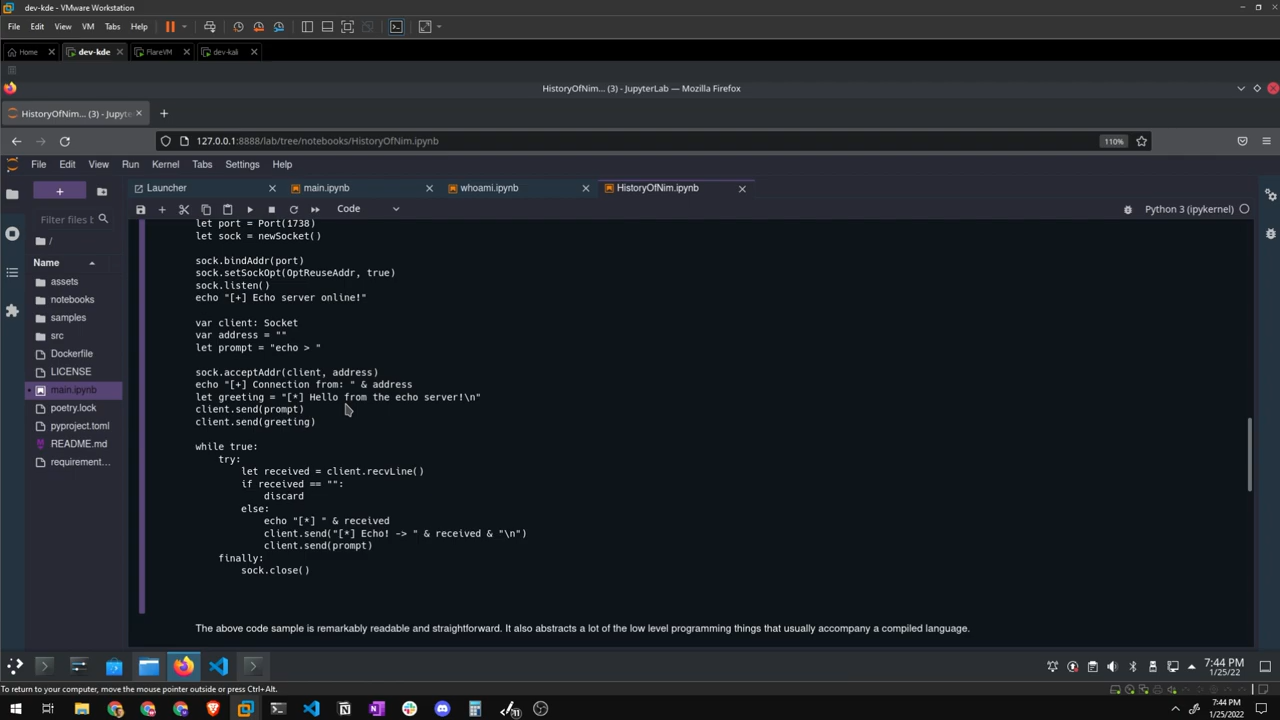 dev-kde - VMware Workstation
File Edit View VM Tabs Help
Home dev-kde FlareVM dev-kali
HistoryOfNim... (3) - JupyterLab — Mozilla Firefox
HistoryOfNim... (3) - Jupyte
127.0.0.1:8888/lab/tree/notebooks/HistoryOfNim.ipynb 110%
File Edit View Run Kernel Tabs Settings Help
Launcher main.ipynb whoami.ipynb HistoryOfNim.ipynb
Filter files b Code Python 3 (ipykernel)
/
Name
assets
notebooks
samples
src
Dockerfile
LICENSE
main.ipynb
poetry.lock
pyproject.toml
README.md
requirement...
let port = Port(1738)
let sock = newSocket()
sock.bindAddr(port)
sock.setSockOpt(OptReuseAddr, true)
sock.listen()
echo "[+] Echo server online!"
var client: Socket
var address = ""
let prompt = "echo > "
sock.acceptAddr(client, address)
echo "[+] Connection from: " & address
let greeting = "[*] Hello from the echo server!\n"
client.send(prompt)
client.send(greeting)
while true:
try:
let received = client.recvLine()
if received == "":
discard
else:
echo "[*] " & received
client.send("[*] Echo! -> " & received & "\n")
client.send(prompt)
finally:
sock.close()
The above code sample is remarkably readable and straightforward. It also abstracts a lot of the low level programming things that usually accompany a compiled language.
7:44 PM
1/25/22
To return to your computer, move the mouse pointer outside or press Ctrl+Alt.
7:44 PM
1/25/2022